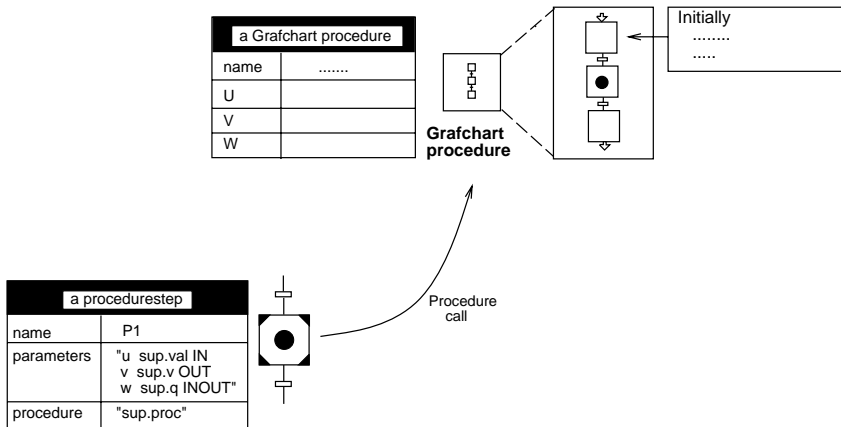 a Grafchart procedure
name .......
U
V
W
Grafchart
procedure
Initially
........
.....
Procedure
call
a procedurestep
name P1
parameters "u sup.val IN
v sup.v OUT
w sup.q INOUT"
procedure "sup.proc"